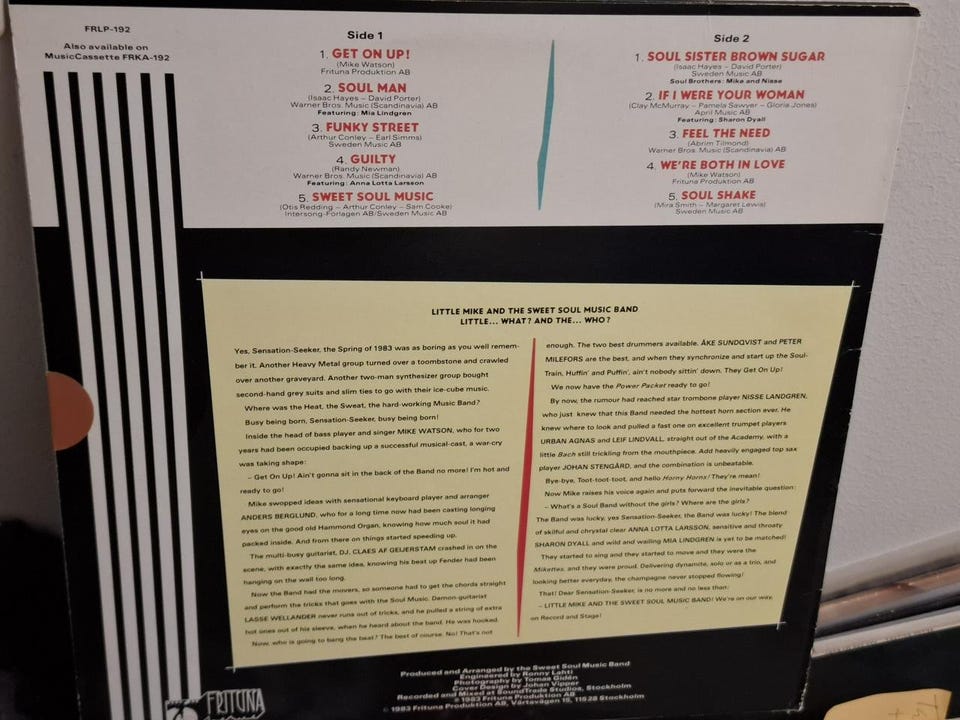 FRLP-192
Also available on
MusicCassette FRKA-192
Side 1
1. GET ON UP!
(Mike Watson)
Frituna Produktion AB
2. SOUL MAN
(Isaac Hayes – David Porter)
Warner Bros. Music (Scandinavia) AB
Featuring: Mia Lindgren
3. FUNKY STREET
(Arthur Conley – Earl Simms)
Sweden Music AB
4. GUILTY
(Randy Newman)
Warner Bros. Music (Scandinavia) AB
Featuring: Anna Lotta Larsson
5. SWEET SOUL MUSIC
(Otis Redding – Arthur Conley – Sam Cooke)
Intersong-Förlagen AB/Sweden Music AB
Side 2
1. SOUL SISTER BROWN SUGAR
(Isaac Hayes – David Porter)
Sweden Music AB
Soul Brothers: Mike and Nisse
2. IF I WERE YOUR WOMAN
(Clay McMurray – Pamela Sawyer – Gloria Jones)
April Music AB
Featuring: Sharon Dyall
3. FEEL THE NEED
(Abrim Tilmond)
Warner Bros. Music (Scandinavia) AB
4. WE'RE BOTH IN LOVE
(Mike Watson)
Frituna Produktion AB
5. SOUL SHAKE
(Mira Smith – Margaret Lewis)
Sweden Music AB
LITTLE MIKE AND THE SWEET SOUL MUSIC BAND
LITTLE... WHAT? AND THE... WHO?
Yes, Sensation-Seeker, the Spring of 1983 was as boring as you well remem-
ber it. Another Heavy Metal group turned over a toombstone and crawled
over another graveyard. Another two-man synthesizer group bought
second-hand grey suits and slim ties to go with their ice-cube music.
Where was the Heat, the Sweat, the hard-working Music Band?
Busy being born, Sensation-Seeker, busy being born!
Inside the head of bass player and singer MIKE WATSON, who for two
years had been occupied backing up a successful musical-cast, a war-cry
was taking shape:
– Get On Up! Ain't gonna sit in the back of the Band no more! I'm hot and
ready to go!
Mike swopped ideas with sensational keyboard player and arranger
ANDERS BERGLUND, who for a long time now had been casting longing
eyes on the good old Hammond Organ, knowing how much soul it had
packed inside. And from there on things started speeding up.
The multi-busy guitarist, DJ, CLAES AF GEIJERSTAM crashed in on the
scene, with exactly the same idea, knowing his beat up Fender had been
hanging on the wall too long.
Now the Band had the movers, so someone had to get the chords straight
and perform the tricks that goes with the Soul Music. Demon-guitarist
LASSE WELLANDER never runs out of tricks, and he pulled a string of extra
hot ones out of his sleeve, when he heard about the band. He was hooked.
Now, who is going to bang the beat? The best of course. No! That's not
enough. The two best drummers available. ÅKE SUNDQVIST and PETER
MILEFORS are the best, and when they synchronize and start up the Soul-
Train, Huffin' and Puffin', ain't nobody sittin' down. They Get On Up!
We now have the Power Packet ready to go!
By now, the rumour had reached star trombone player NISSE LANDGREN,
who just knew that this Band needed the hottest horn section ever. He
knew where to look and pulled a fast one on excellent trumpet players
URBAN AGNAS and LEIF LINDVALL, straight out of the Academy, with a
little Bach still trickling from the mouthpiece. Add heavily engaged top sax
player JOHAN STENGÅRD, and the combination is unbeatable.
Bye-bye, Toot-toot-toot, and hello Horny Horns! They're mean!
Now Mike raises his voice again and puts forward the inevitable question:
– What's a Soul Band without the girls? Where are the girls?
The Band was lucky, yes Sensation-Seeker, the Band was lucky! The blend
of skilful and chrystal clear ANNA LOTTA LARSSON, sensitive and throaty
SHARON DYALL and wild and wailing MIA LINDGREN is yet to be matched!
They started to sing and they started to move and they were the
Mikettes, and they were proud. Delivering dynamite, solo or as a trio, and
looking better everyday, the champagne never stopped flowing!
That! Dear Sensation-Seeker, is no more and no less than:
– LITTLE MIKE AND THE SWEET SOUL MUSIC BAND! We're on our way,
on Record and Stage!
Produced and Arranged by the Sweet Soul Music Band
Engineered by Ronny Lahti
Photography by Tomas Gidén
Cover Design by Johan Vipper
Recorded and Mixed at SoundTrade Studios, Stockholm
℗ 1983 Frituna Produktion AB
© 1983 Frituna Produktion AB, Värtavägen 15, 11528 Stockholm
FRITUNA